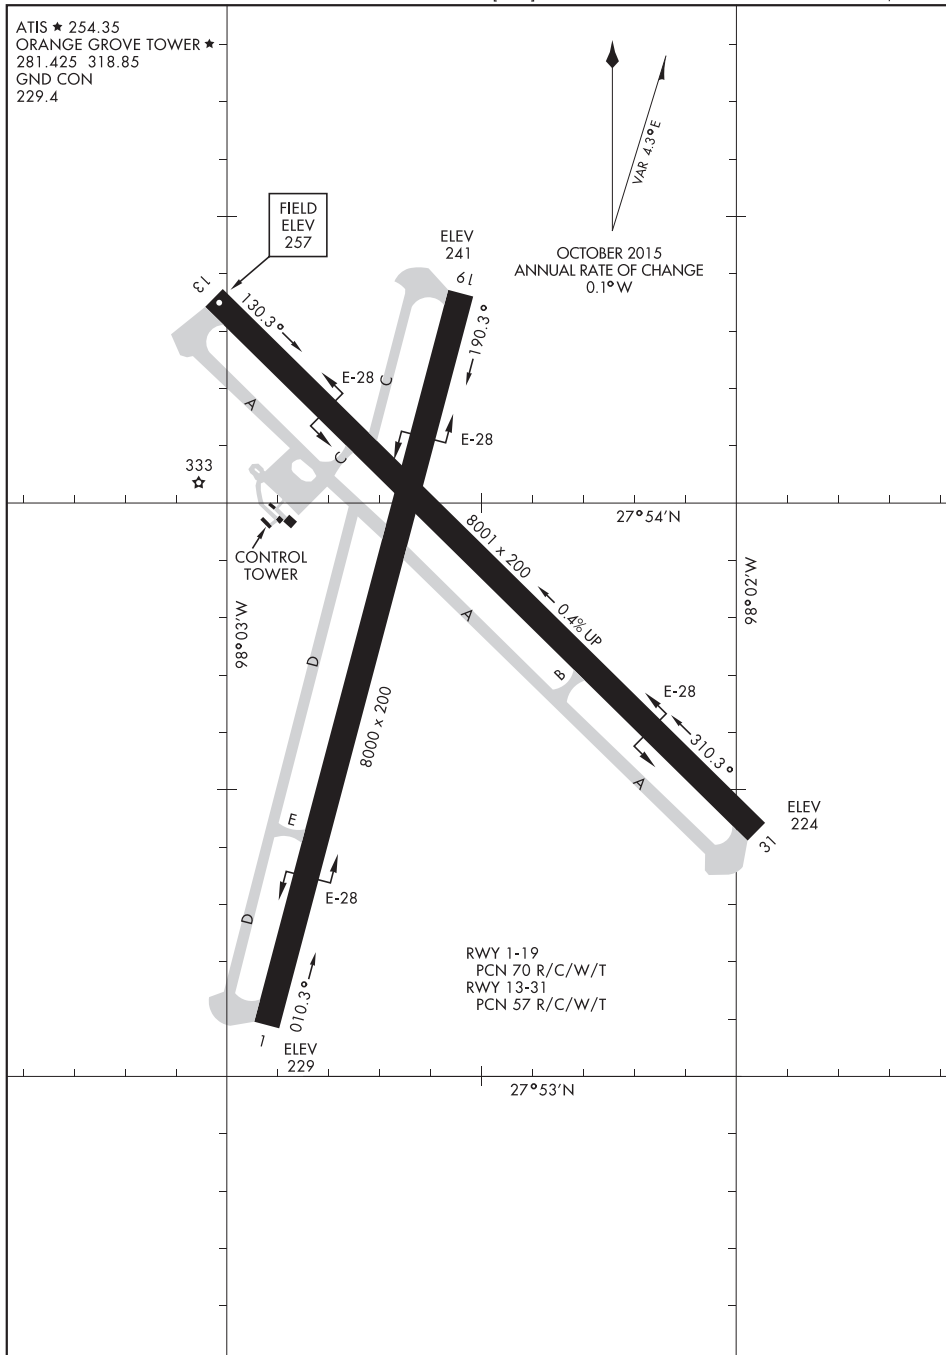 ATIS ★ 254.35
ORANGE GROVE TOWER ★
281.425 318.85
GND CON
229.4
VAR 4.3° E
OCTOBER 2015
ANNUAL RATE OF CHANGE
0.1° W
FIELD
ELEV
257
ELEV
241
13
19
130.3°
190.3°
E-28
C
A
E-28
C
333
27°54'N
CONTROL
TOWER
8001 x 200
98°03'W
98°02'W
0.4% UP
A
D
B
E-28
8000 x 200
310.3°
A
ELEV
224
E
31
E-28
D
RWY 1-19
PCN 70 R/C/W/T
RWY 13-31
PCN 57 R/C/W/T
010.3°
1
ELEV
229
27°53'N